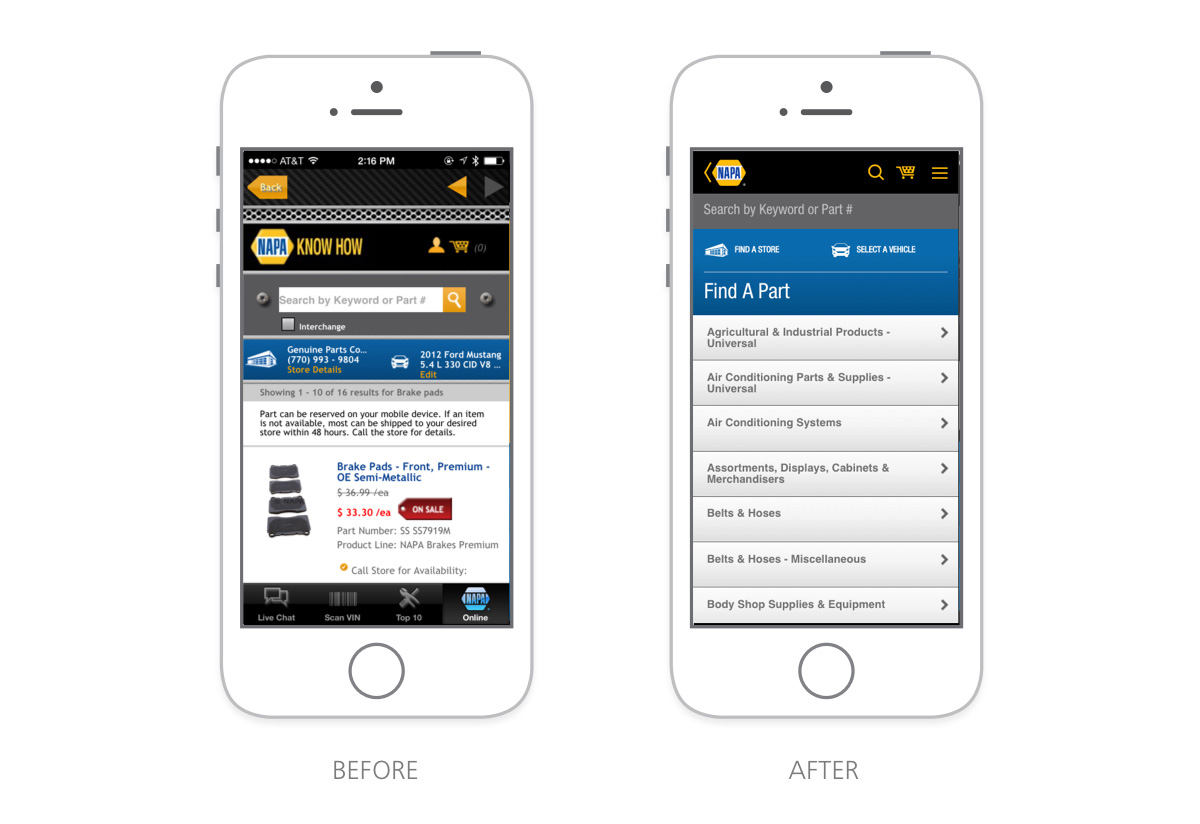 AT&T 2:16 PM
Back
NAPA KNOW HOW (0)
Search by Keyword or Part #
Interchange
Genuine Parts Co...
(770) 993 - 9804
Store Details
2012 Ford Mustang
5.4 L 330 CID V8 ...
Edit
Showing 1 - 10 of 16 results for Brake pads
Part can be reserved on your mobile device. If an item
is not available, most can be shipped to your desired
store within 48 hours. Call the store for details.
Brake Pads - Front, Premium -
OE Semi-Metallic
$ 36.99 /ea
$ 33.30 /ea ON SALE
Part Number: SS SS7919M
Product Line: NAPA Brakes Premium
Call Store for Availability:
NAPA
Live Chat Scan VIN Top 10 Online
BEFORE
NAPA
Search by Keyword or Part #
FIND A STORE SELECT A VEHICLE
Find A Part
Agricultural & Industrial Products -
Universal
Air Conditioning Parts & Supplies -
Universal
Air Conditioning Systems
Assortments, Displays, Cabinets &
Merchandisers
Belts & Hoses
Belts & Hoses - Miscellaneous
Body Shop Supplies & Equipment
AFTER